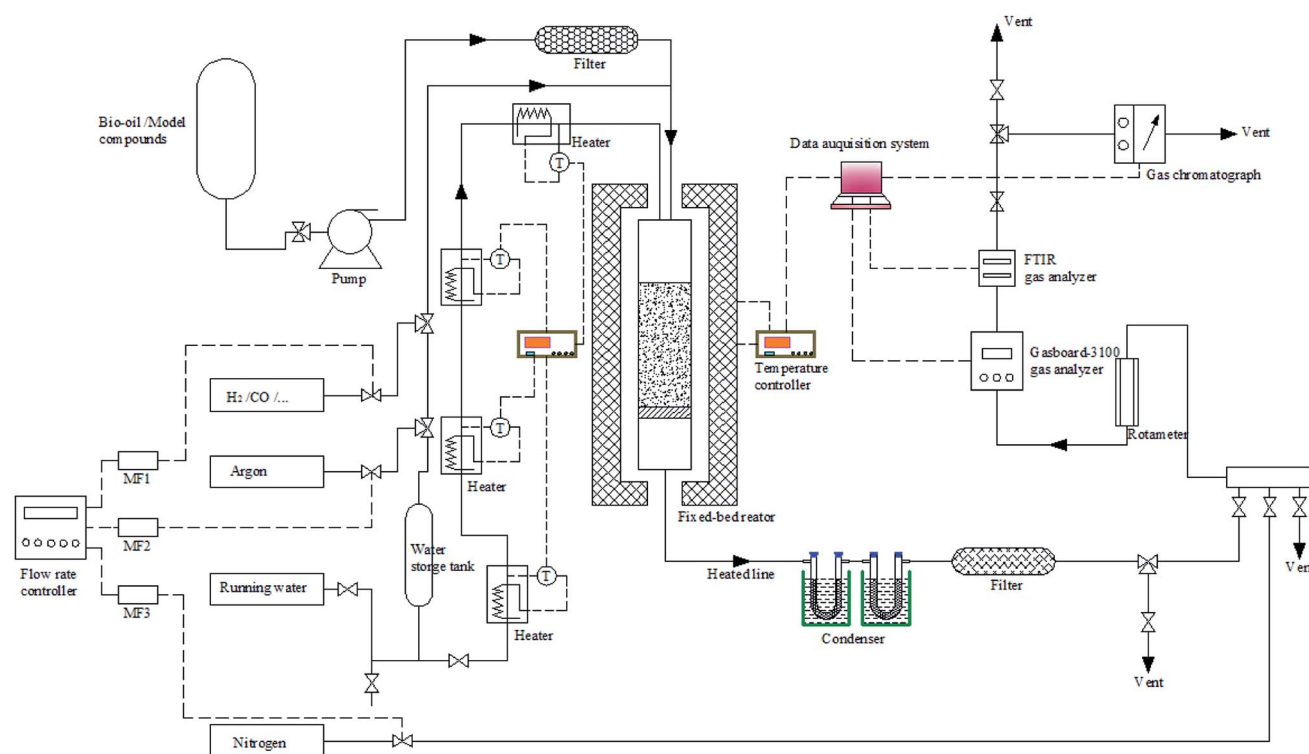 Vent
Filter
Bio-oil /Model
compounds
Heater
T
Data auquisition system
Vent
Gas chromatograph
Pump
T
FTIR
gas analyzer
Gasboard-3100
gas analyzer
Temperature
controller
H2 /CO /...
T
Rotameter
Argon
MF1
Heater
Fixed-bed reator
MF2
Water
storge tank
Flow rate
controller
Running water
MF3
T
Heated line
Filter
Vent
Heater
Condenser
Vent
Nitrogen